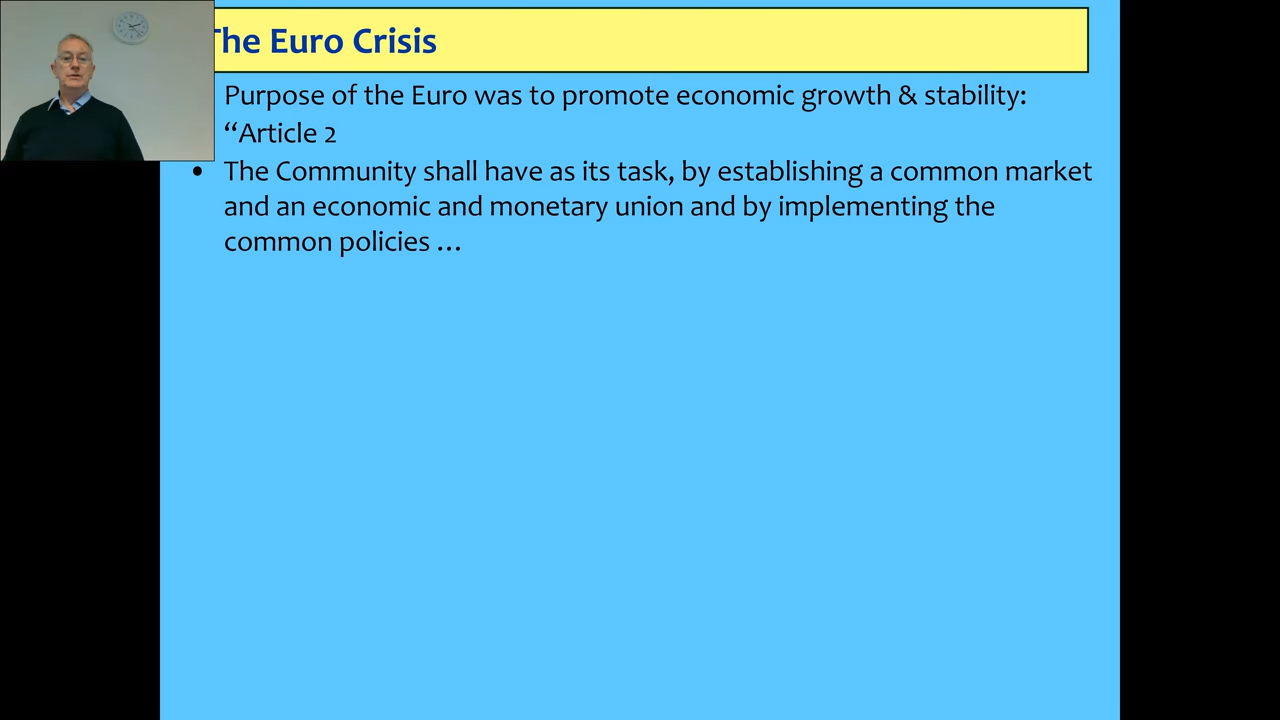 The Euro Crisis
Purpose of the Euro was to promote economic growth & stability:
“Article 2
• The Community shall have as its task, by establishing a common market
and an economic and monetary union and by implementing the
common policies …